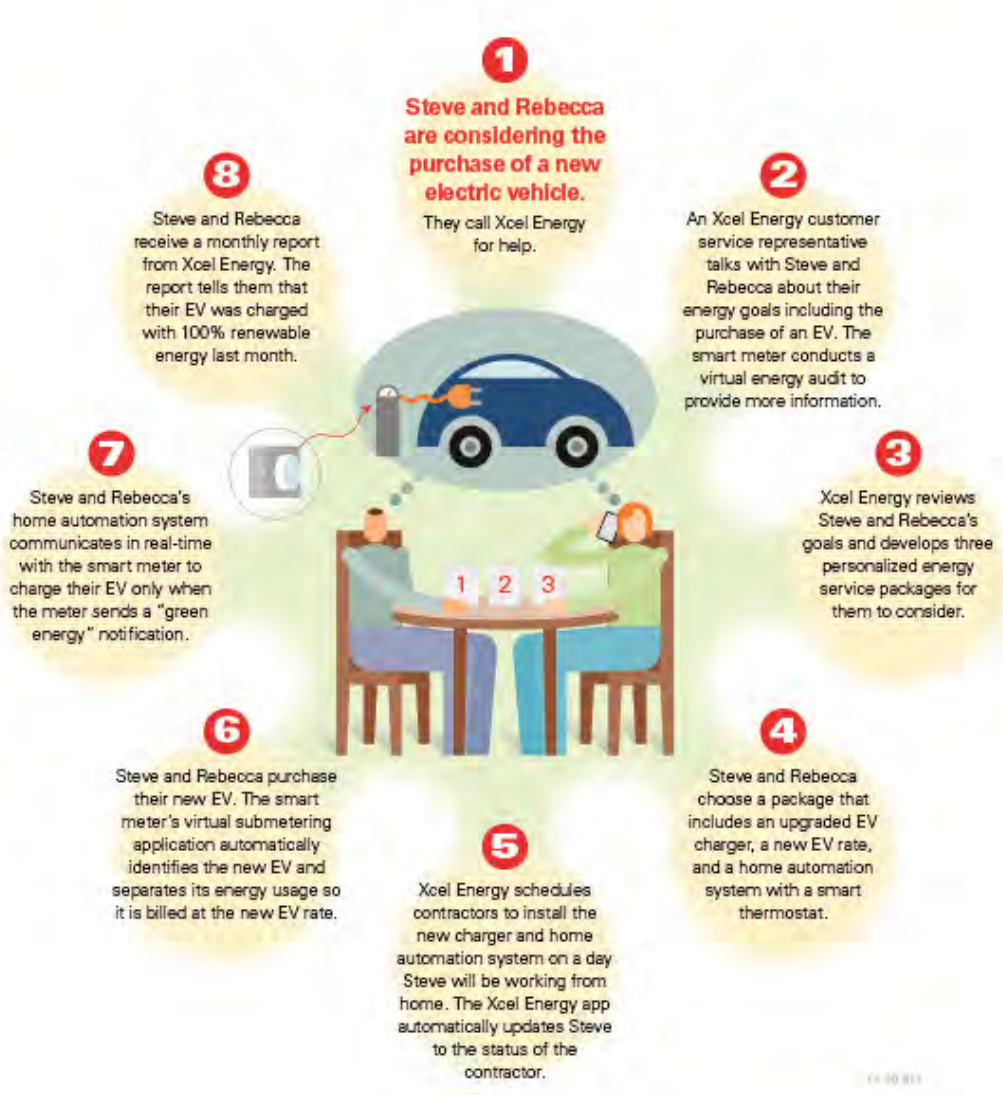 1
Steve and Rebecca
are considering the
purchase of a new
electric vehicle.
They call Xcel Energy
for help.
2
An Xcel Energy customer
service representative
talks with Steve and
Rebecca about their
energy goals including the
purchase of an EV. The
smart meter conducts a
virtual energy audit to
provide more information.
3
Xcel Energy reviews
Steve and Rebecca's
goals and develops three
personalized energy
service packages for
them to consider.
4
Steve and Rebecca
choose a package that
includes an upgraded EV
charger, a new EV rate,
and a home automation
system with a smart
thermostat.
5
Xcel Energy schedules
contractors to install the
new charger and home
automation system on a day
Steve will be working from
home. The Xcel Energy app
automatically updates Steve
to the status of the
contractor.
6
Steve and Rebecca purchase
their new EV. The smart
meter's virtual submetering
application automatically
identifies the new EV and
separates its energy usage so
it is billed at the new EV rate.
7
Steve and Rebecca's
home automation system
communicates in real-time
with the smart meter to
charge their EV only when
the meter sends a “green
energy” notification.
8
Steve and Rebecca
receive a monthly report
from Xcel Energy. The
report tells them that
their EV was charged
with 100% renewable
energy last month.
1 2 3